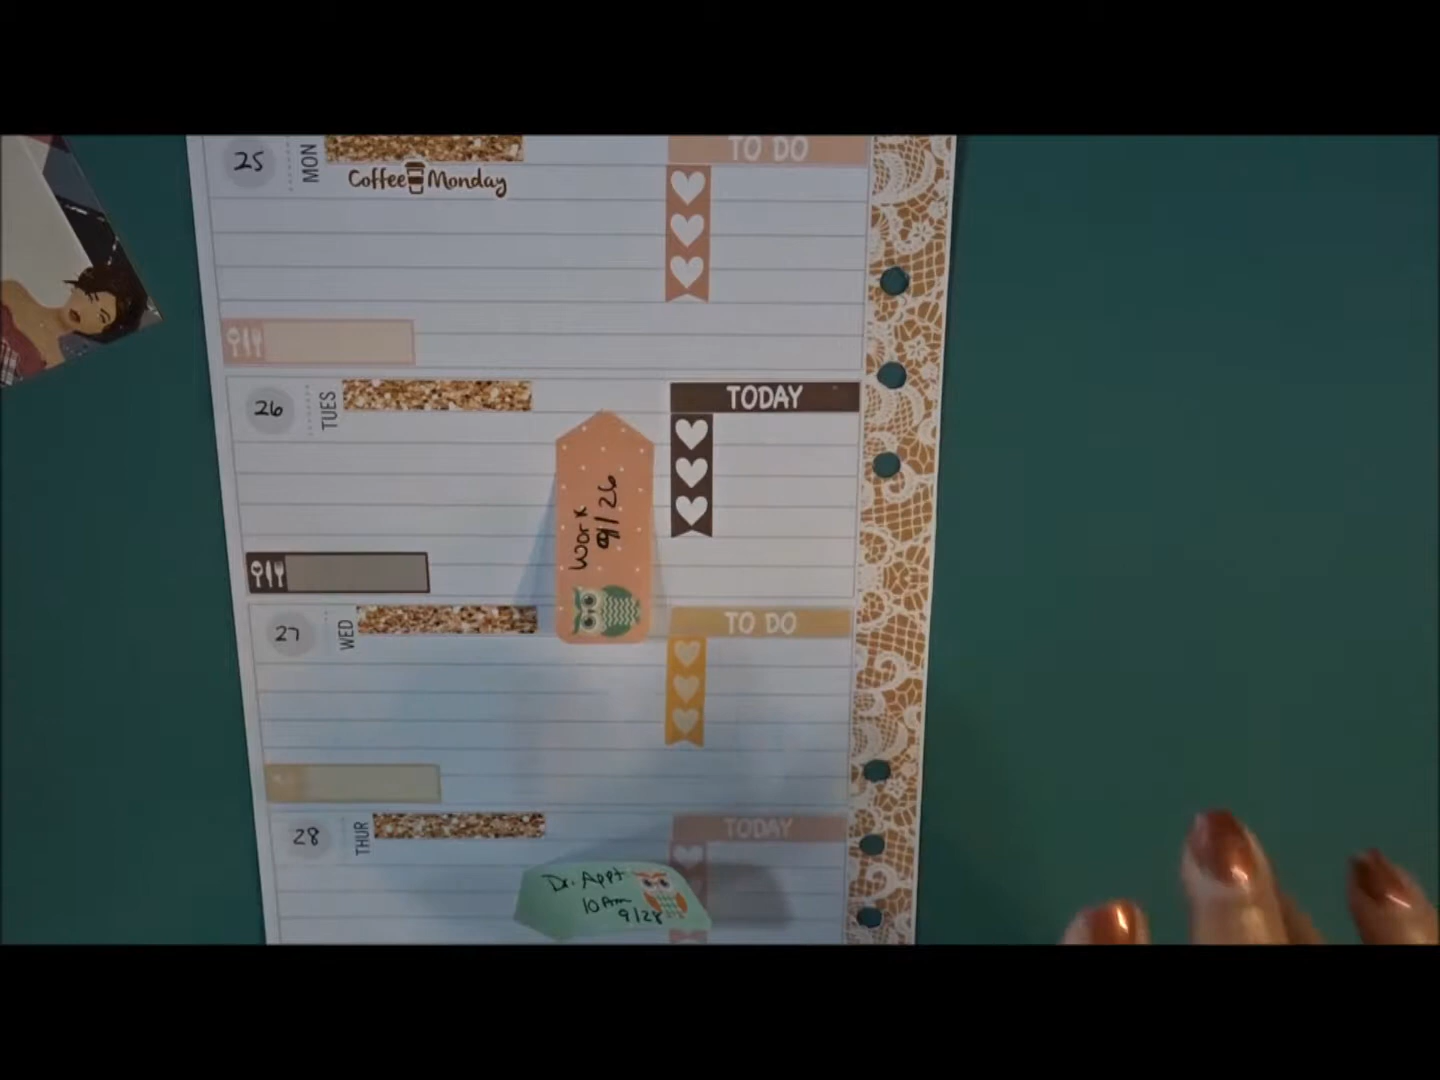 25
MON
Coffee Monday
TO DO
26
TUES
TODAY
Work
9/26
27
WED
TO DO
28
THUR
TODAY
Dr. Appt
10 Am
9/28